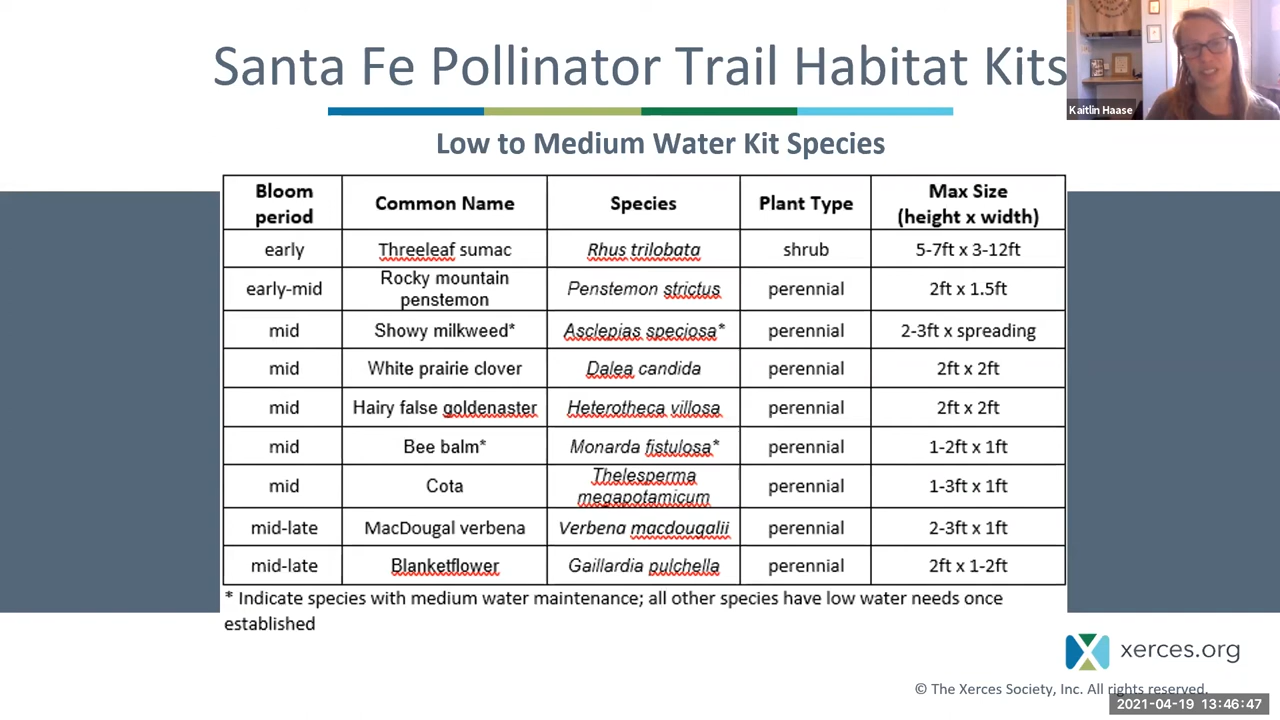 Santa Fe Pollinator Trail Habitat Kits
Kaitlin Haase
Low to Medium Water Kit Species
Bloom period Common Name Species Plant Type Max Size (height x width)
early Threeleaf sumac Rhus trilobata shrub 5-7ft x 3-12ft
early-mid Rocky mountain penstemon Penstemon strictus perennial 2ft x 1.5ft
mid Showy milkweed* Asclepias speciosa* perennial 2-3ft x spreading
mid White prairie clover Dalea candida perennial 2ft x 2ft
mid Hairy false goldenaster Heterotheca villosa perennial 2ft x 2ft
mid Bee balm* Monarda fistulosa* perennial 1-2ft x 1ft
mid Cota Thelesperma megapotamicum perennial 1-3ft x 1ft
mid-late MacDougal verbena Verbena macdougalii perennial 2-3ft x 1ft
mid-late Blanketflower Gaillardia pulchella perennial 2ft x 1-2ft
* Indicate species with medium water maintenance; all other species have low water needs once
established
xerces.org
© The Xerces Society, Inc. All rights reserved.
2021-04-19 13:46:47